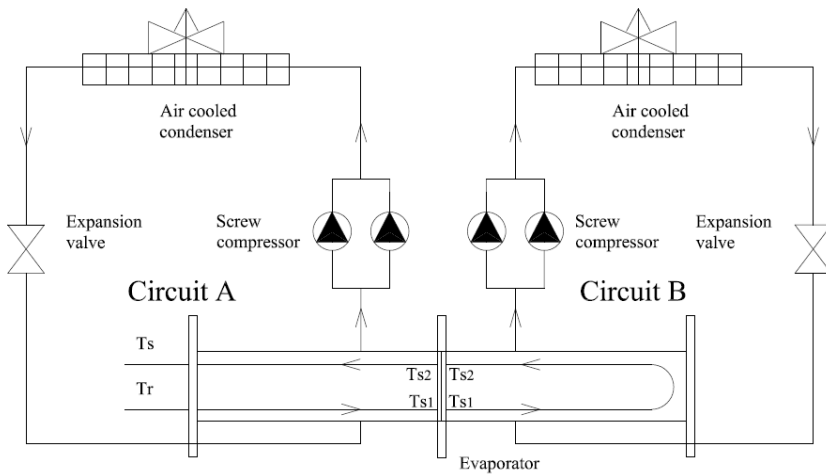 Air cooled
condenser
Air cooled
condenser
Expansion
valve
Screw
compressor
Screw
compressor
Expansion
valve
Circuit A
Circuit B
Ts
Ts2
Ts2
Tr
Ts1
Ts1
Evaporator